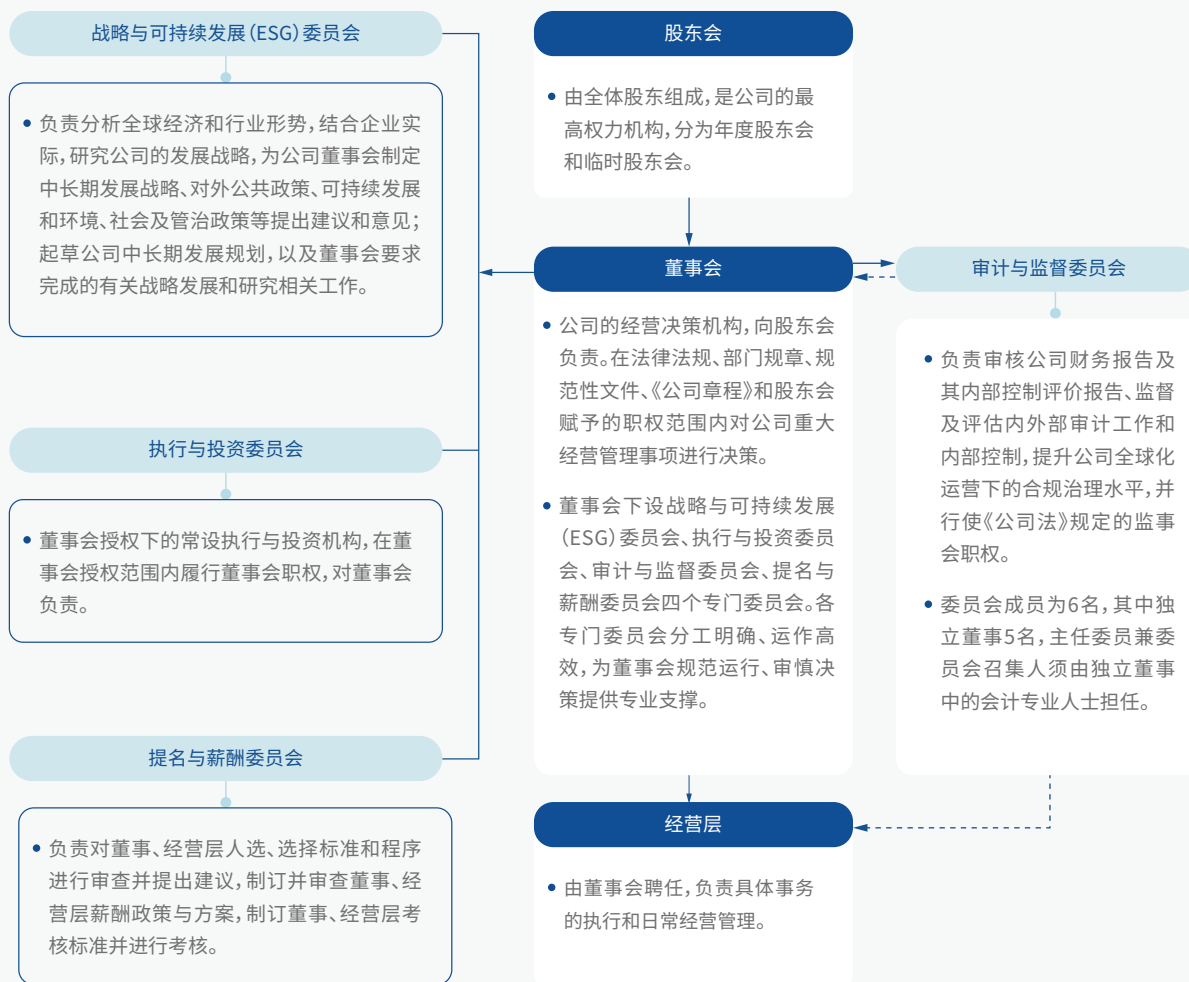 战略与可持续发展（ESG）委员会
负责分析全球经济和行业形势，结合企业实
际，研究公司的发展战略，为公司董事会制定
中长期发展战略、对外公共政策、可持续发展
和环境、社会及管治政策等提出建议和意见；
起草公司中长期发展规划，以及董事会要求
完成的有关战略发展和研究相关工作。
执行与投资委员会
董事会授权下的常设执行与投资机构，在董
事会授权范围内履行董事会职权，对董事会
负责。
提名与薪酬委员会
负责对董事、经营层人选、选择标准和程序
进行审查并提出建议，制订并审查董事、经
营层薪酬政策与方案，制订董事、经营层考
核标准并进行考核。
股东会
由全体股东组成，是公司的最
高权力机构，分为年度股东会
和临时股东会。
董事会
公司的经营决策机构，向股东会
负责。在法律法规、部门规章、规
范性文件、《公司章程》和股东会
赋予的职权范围内对公司重大
经营管理事项进行决策。
董事会下设战略与可持续发展
（ESG）委员会、执行与投资委员
会、审计与监督委员会、提名与
薪酬委员会四个专门委员会。各
专门委员会分工明确、运作高
效，为董事会规范运行、审慎决
策提供专业支撑。
经营层
由董事会聘任，负责具体事务
的执行和日常经营管理。
审计与监督委员会
负责审核公司财务报告及
其内部控制评价报告、监督
及评估内外部审计工作和
内部控制，提升公司全球化
运营下的合规治理水平，并
行使《公司法》规定的监事
会职权。
委员会成员为6名，其中独
立董事5名，主任委员兼委
员会召集人须由独立董事
中的会计专业人士担任。